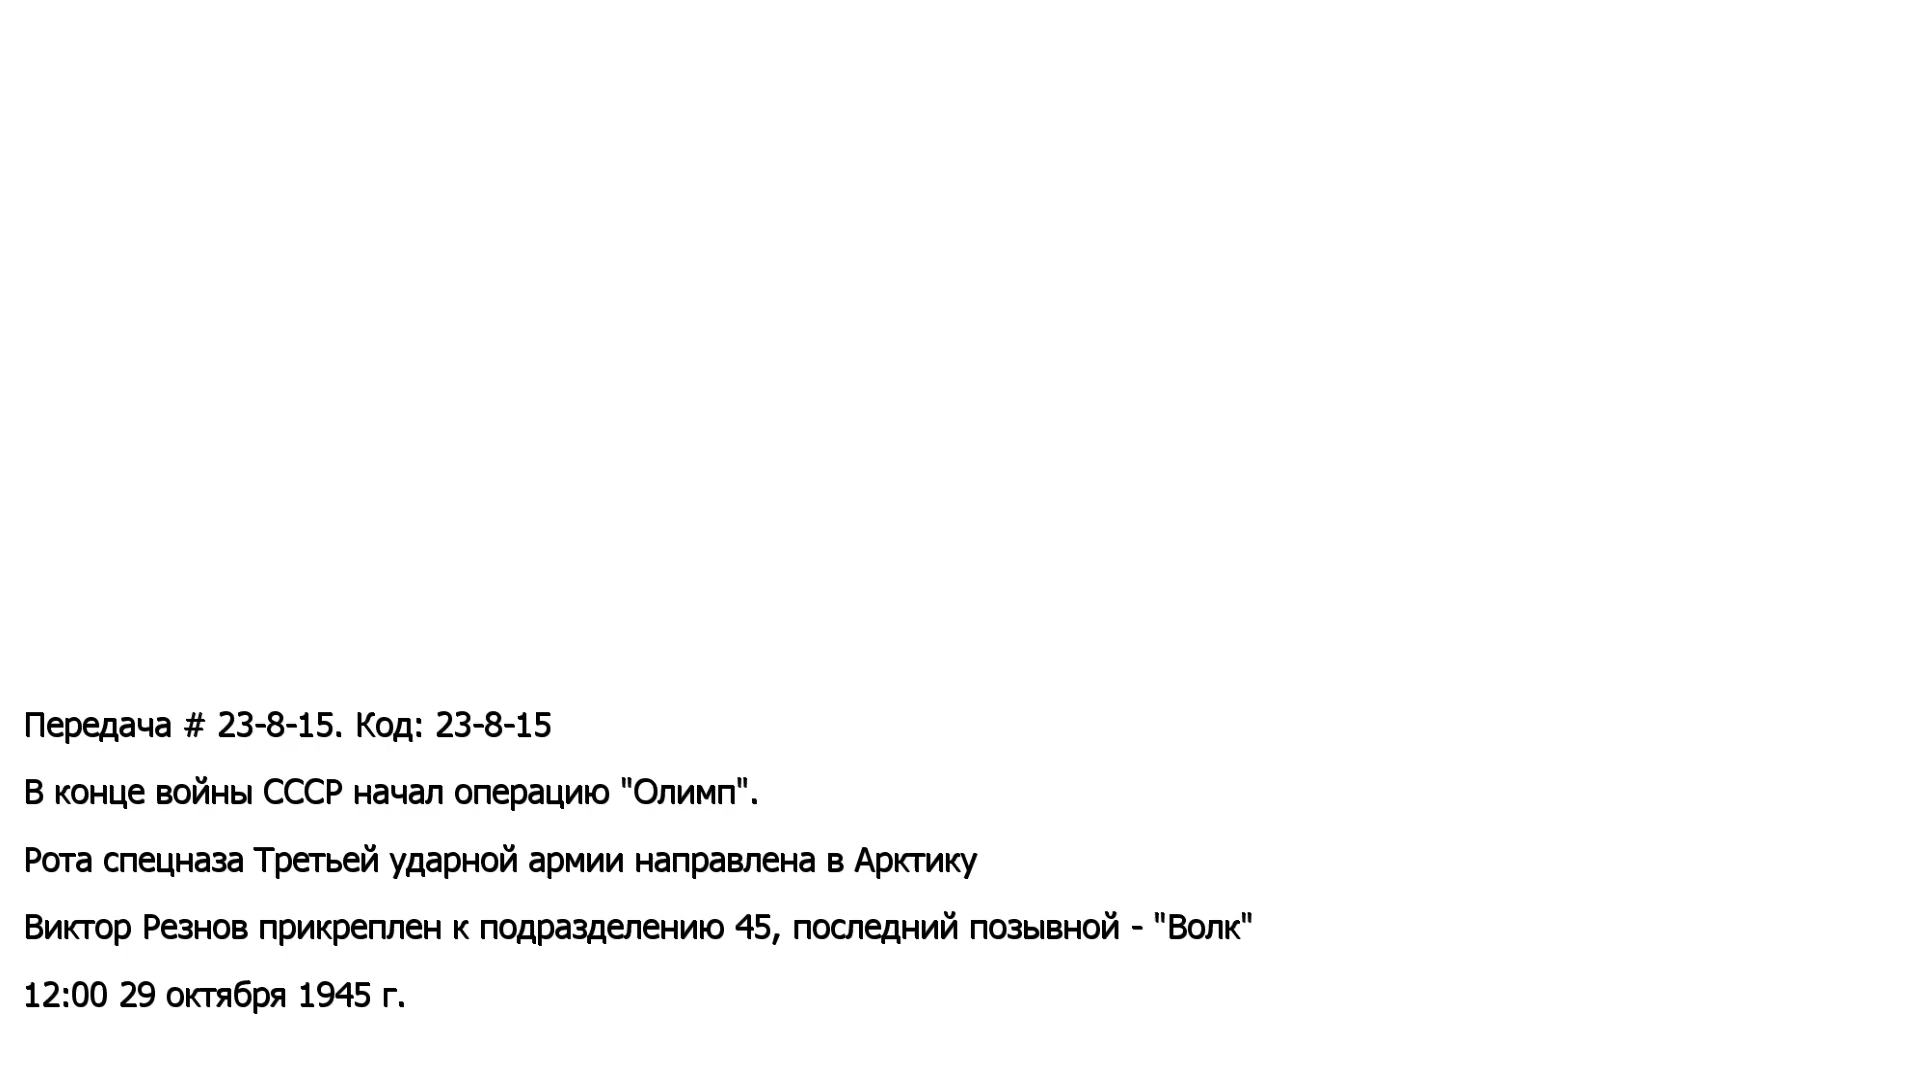 Передача # 23-8-15. Код: 23-8-15
В конце войны СССР начал операцию "Олимп".
Рота спецназа Третьей ударной армии направлена в Арктику
Виктор Резнов прикреплен к подразделению 45, последний позывной - "Волк"
12:00 29 октября 1945 г.